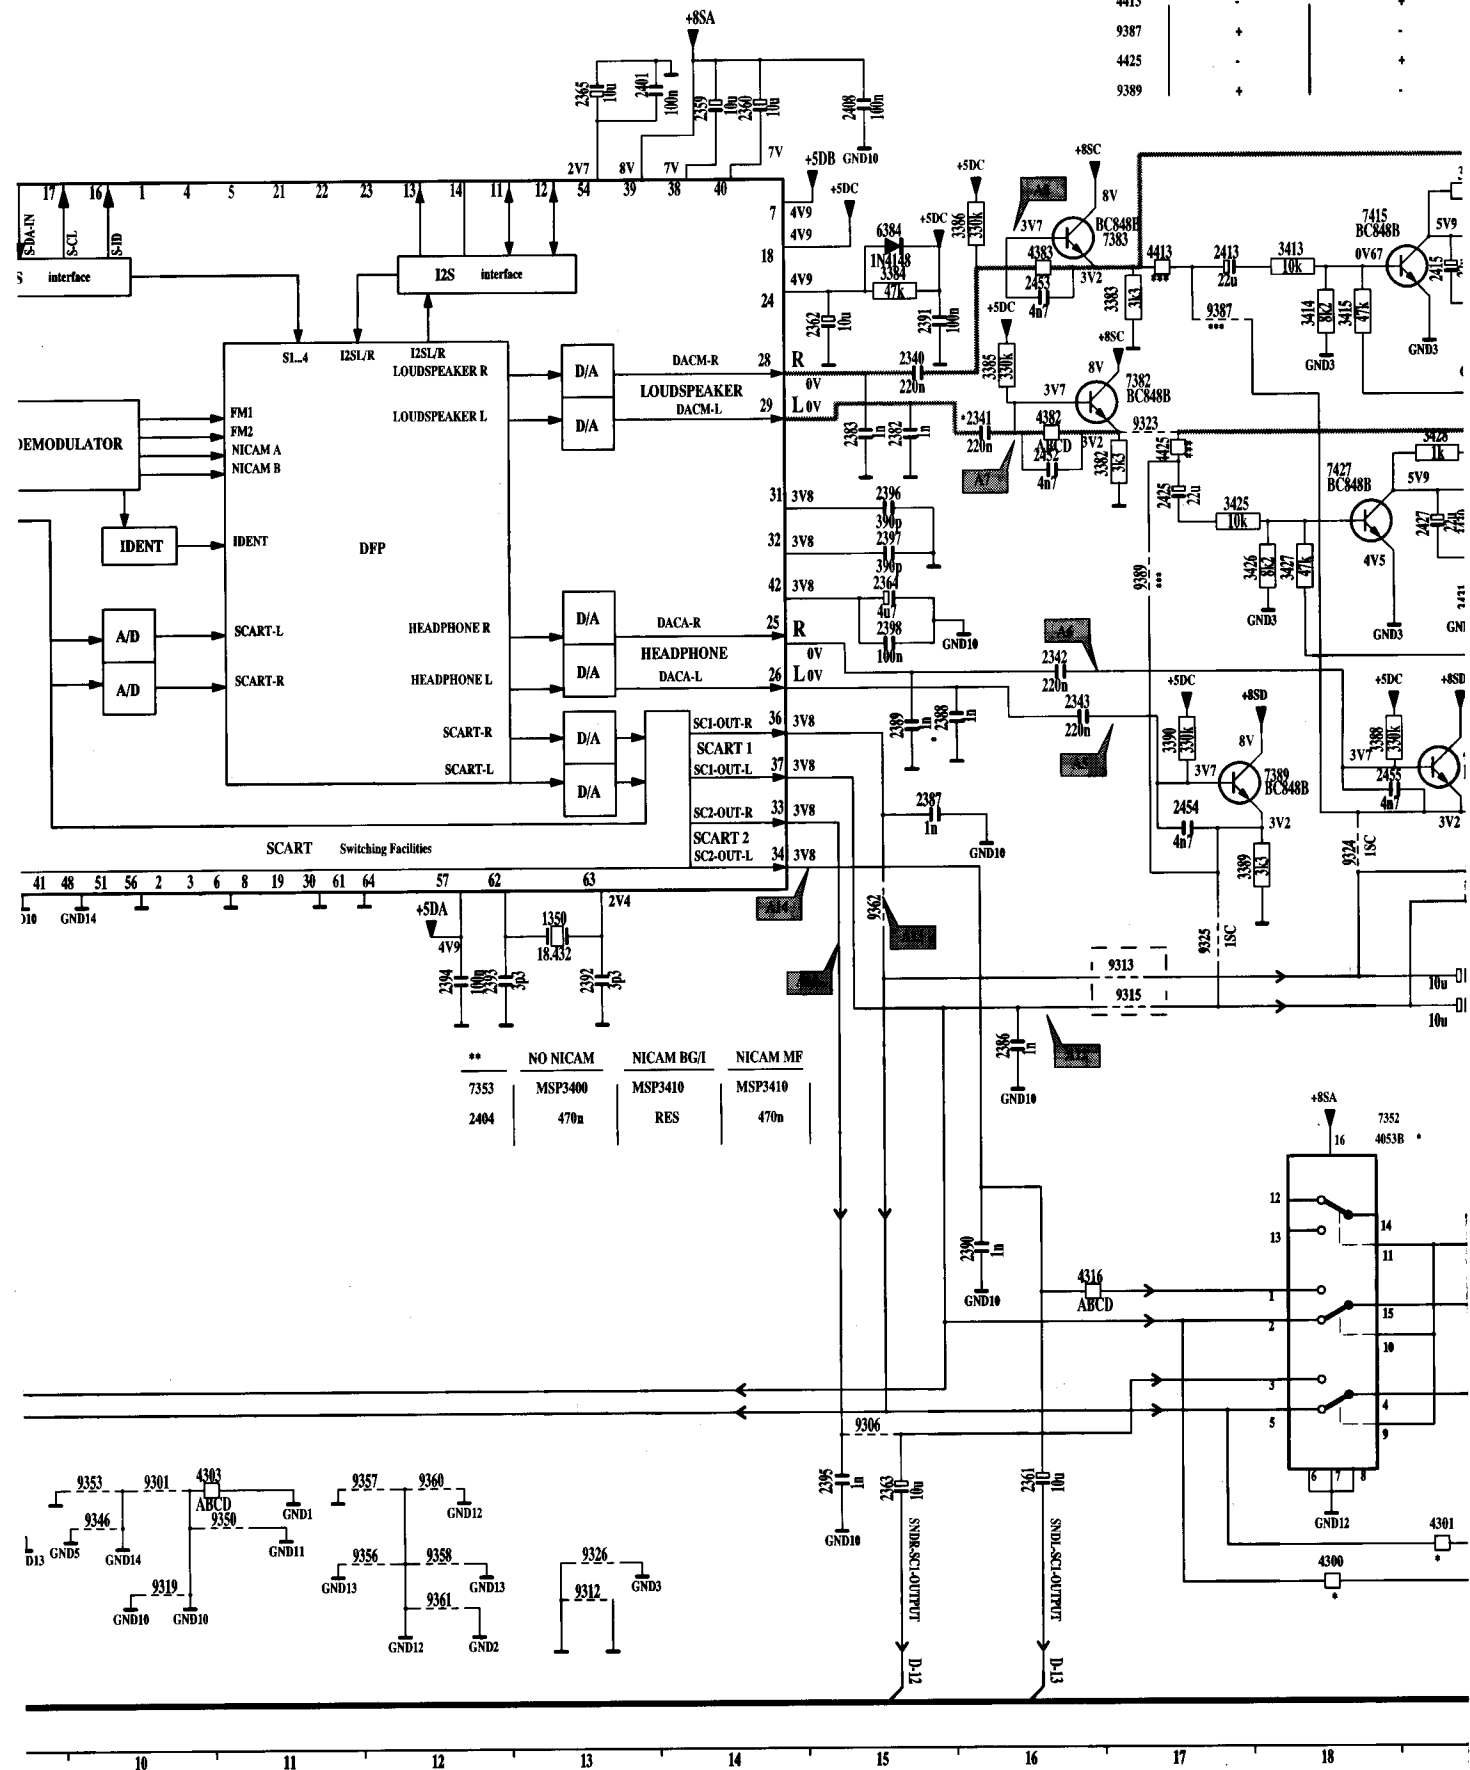 4413 - +
9387 + -
4425 - +
9389 + -
+8SA
2365 10u
2401 100n
2359 10u
2360 10u
2408 100n
GND10
2V7 8V 7V 7V
17 16 1 4 5 21 22 23 13 14 11 12 54 39 38 40
S-DA-IN
S-CL
S-ID
S interface
I2S interface
7 4V9 +5DB
18 4V9 +5DC
24 4V9
6384
1N4148
3384
47k
+5DC
2362 10u
2391 100n
3386 330k
+5DC
A8
3V7
+8SC
8V
BC848B
7383
4383
3V2
2453
4n7
3383 3k3
4413
***
2413
22u
3413
10k
9387
***
3414 8k2
3415 47k
GND3
0V67
7415
BC848B
5V9
2415
GND3
S1...4 I2SL/R I2SL/R
LOUDSPEAKER R
LOUDSPEAKER L
D/A
D/A
DACM-R
LOUDSPEAKER
DACM-L
28 R
0V
29 L 0V
2340
220n
2383 1n
2382 1n
*2341
220n
+5DC
3385 330k
3V7
+8SC
8V
7382
BC848B
4382
ABCD
3V2
2452
4n7
A7
3382 3k3
9323
4425 ***
2425 22u
3425
10k
3426 8k2
3427 47k
GND3
7427
BC848B
5V9
3428
1k
4V5
GND3
2427 22u
3431
GND
9389 ***
DEMODULATOR
FM1
FM2
NICAM A
NICAM B
IDENT
IDENT
DFP
A/D
A/D
SCART-L
SCART-R
31 3V8
2396
390p
32 3V8
2397
390p
42 3V8
2364
4u7
2398
100n
GND10
HEADPHONE R
HEADPHONE L
D/A
D/A
DACA-R
HEADPHONE
DACA-L
25 R
0V
26 L 0V
A6
2342
220n
2343
220n
A5
2389 1n *
2388 1n
+5DC
3390 330k
+8SD
8V
3V7
7389
BC848B
2454
4n7
3V2
3389 3k3
+5DC
3388 330k
+8SD
3V7
2455
4n7
3V2
9324 1SC
9325 1SC
SCART-R
SCART-L
D/A
D/A
SC1-OUT-R
SCART 1
SC1-OUT-L
SC2-OUT-R
SCART 2
SC2-OUT-L
36 3V8
37 3V8
33 3V8
34 3V8
2387
1n
GND10
SCART Switching Facilities
41 48 51 56 2 3 6 8 19 30 61 64 57 62 63
D10 GND14
+5DA
4V9
2V4
1350
18.432
2394 100n
2393 3p3
2392 3p3
A14
9362
9313
9315
2386 1n
GND10
10u
10u
** NO NICAM NICAM BG/I NICAM MF
7353 MSP3400 MSP3410 MSP3410
2404 470n RES 470n
+8SA
7352
4053B *
16
12
13
14
11
1
2
15
10
3
5
4
9
6 7 8
GND12
2390 1n
GND10
4316
ABCD
9306
2395 1n
GND10
2363 10u
SNDR-SC1-OUTPUT
D-12
2361 10u
SNDL-SC1-OUTPUT
D-13
4301
*
4300
*
9353 9301 4303
ABCD
GND1
9346 9350
D13 GND5 GND14 GND11
9319
GND10 GND10
9357 9360
GND12
9356 9358
GND13 GND13
9361
GND12 GND2
9326
GND3
9312
10 11 12 13 14 15 16 17 18